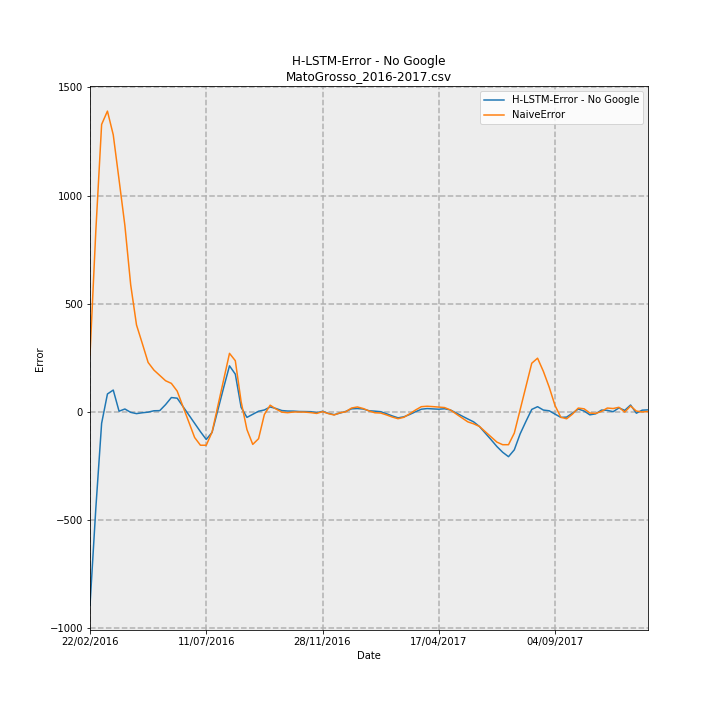 H-LSTM-Error - No Google
MatoGrosso_2016-2017.csv
H-LSTM-Error - No Google
NaiveError
1500
1000
500
0
−500
−1000
Error
22/02/2016 11/07/2016 28/11/2016 17/04/2017 04/09/2017
Date